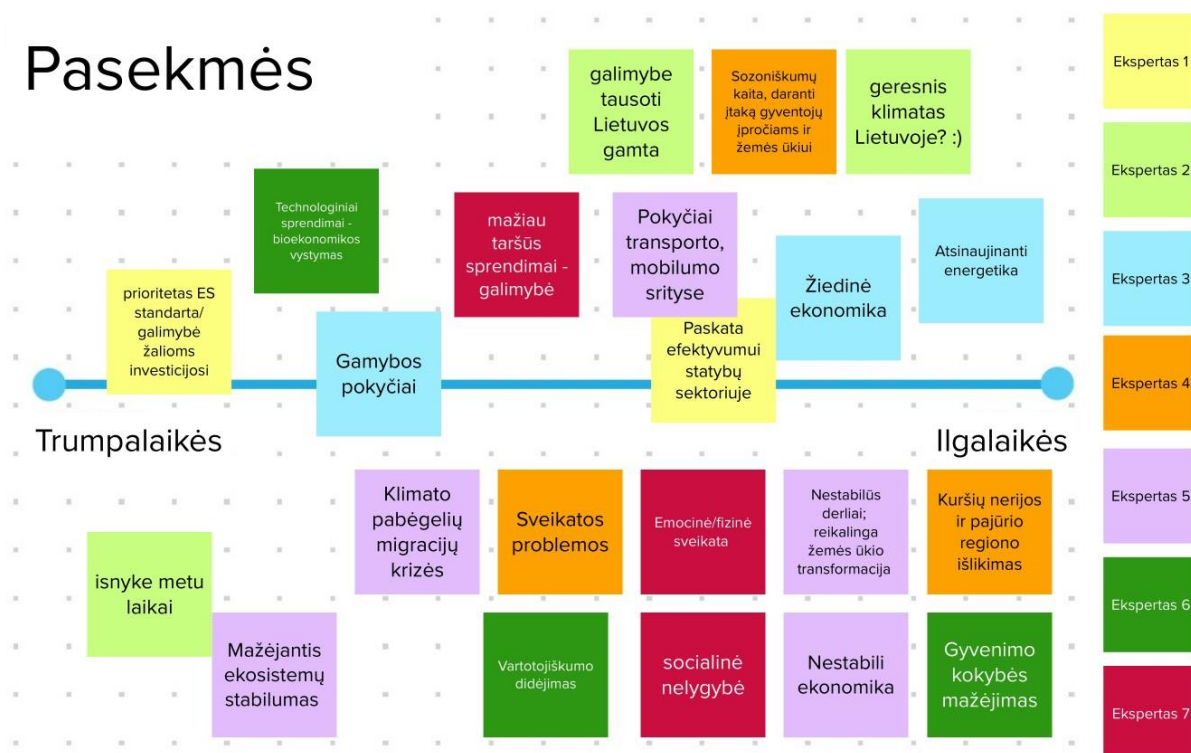 Pasekmės
galimybe
tausoti
Lietuvos
gamta
Sozoniškumų
kaita, daranti
įtaką gyventojų
įpročiams ir
žemės ūkiui
geresnis
klimatas
Lietuvoje? :)
Technologiniai
sprendimai -
bioekonomikos
vystymas
mažiau
taršūs
sprendimai -
galimybė
Pokyčiai
transporto,
mobilumo
srityse
Žiedinė
ekonomika
Atsinaujinanti
energetika
prioritetas ES
standarta/
galimybė
žalioms
investicijosi
Gamybos
pokyčiai
Paskata
efektyvumui
statybų
sektoriuje
Trumpalaikės
Ilgalaikės
isnyke metu
laikai
Mažėjantis
ekosistemų
stabilumas
Klimato
pabėgelių
migracijų
krizės
Sveikatos
problemos
Emocinė/fizinė
sveikata
Nestabilūs
derliai;
reikalinga
žemės ūkio
transformacija
Kuršių nerijos
ir pajūrio
regiono
išlikimas
Vartotojiškumo
didėjimas
socialinė
nelygybė
Nestabili
ekonomika
Gyvenimo
kokybės
mažėjimas
Ekspertas 1
Ekspertas 2
Ekspertas 3
Ekspertas 4
Ekspertas 5
Ekspertas 6
Ekspertas 7